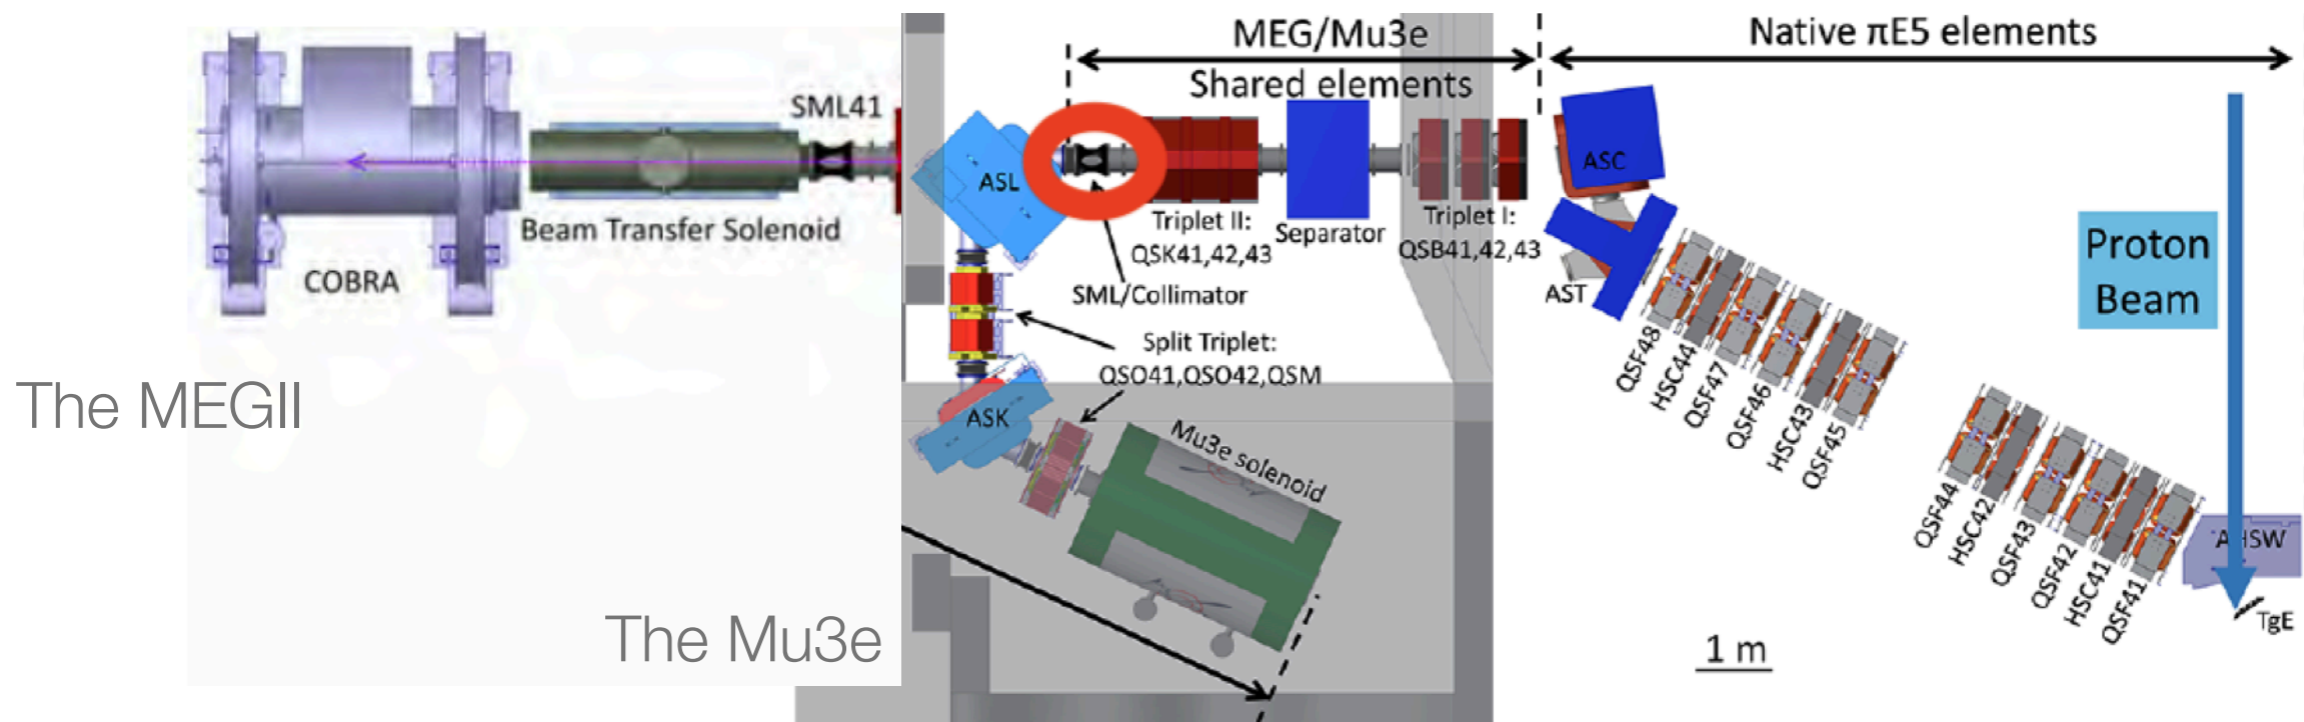 MEG/Mu3e
Shared elements
Native πE5 elements
SML41
ASL
ASC
Beam Transfer Solenoid
COBRA
Triplet II:
QSK41,42,43
Separator
Triplet I:
QSB41,42,43
AST
Proton
Beam
SML/Collimator
Split Triplet:
QSO41,QSO42,QSM
The MEGII
ASK
Mu3e solenoid
QSF48
HSC44
QSF47
QSF46
HSC43
QSF45
QSF44
HSC42
QSF43
QSF42
HSC41
QSF41
AHSW
TgE
The Mu3e
1 m